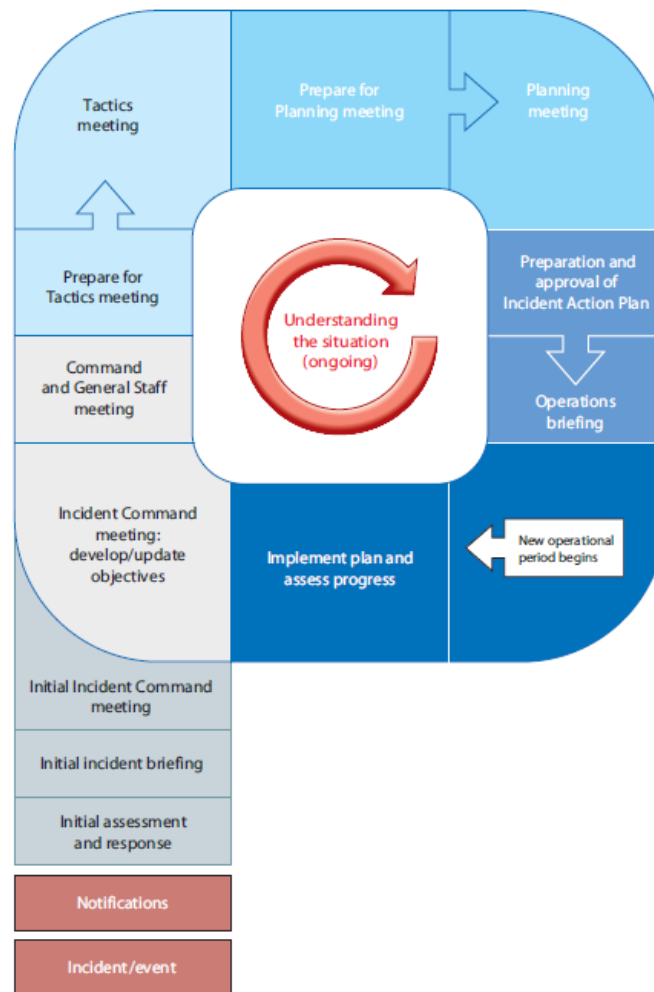 Tactics
meeting
Prepare for
Planning meeting
Planning
meeting
Prepare for
Tactics meeting
Understanding
the situation
(ongoing)
Preparation and
approval of
Incident Action Plan
Command
and General Staff
meeting
Operations
briefing
Incident Command
meeting:
develop/update
objectives
Implement plan and
assess progress
New operational
period begins
Initial Incident Command
meeting
Initial incident briefing
Initial assessment
and response
Notifications
Incident/event